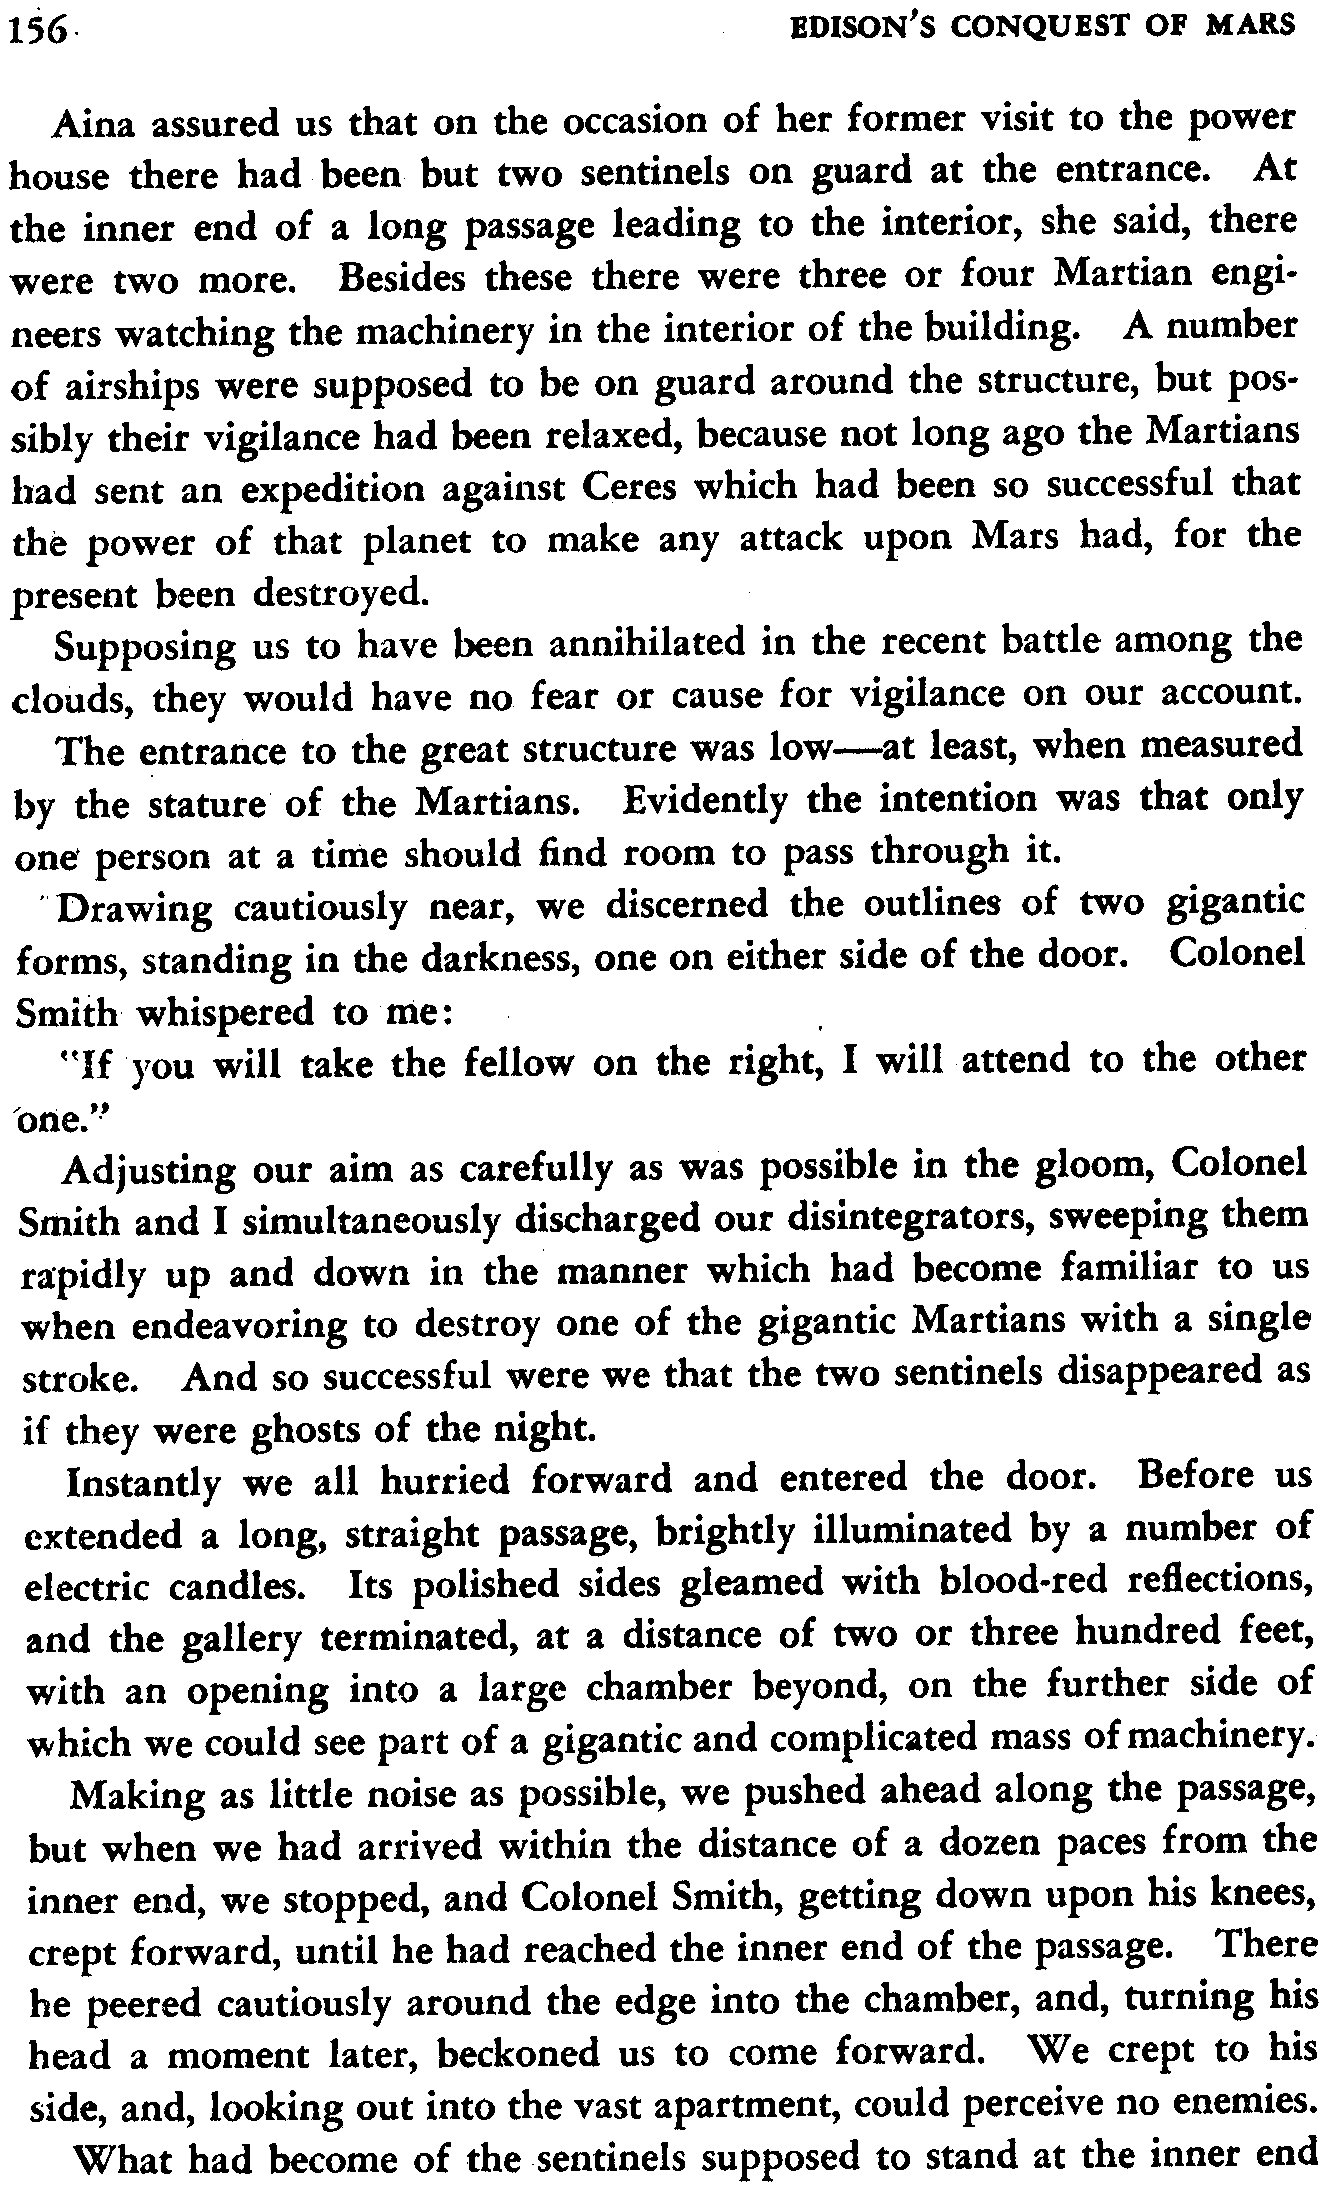 156 EDISON'S CONQUEST OF MARS
Aina assured us that on the occasion of her former visit to the power
house there had been but two sentinels on guard at the entrance. At
the inner end of a long passage leading to the interior, she said, there
were two more. Besides these there were three or four Martian engi-
neers watching the machinery in the interior of the building. A number
of airships were supposed to be on guard around the structure, but pos-
sibly their vigilance had been relaxed, because not long ago the Martians
had sent an expedition against Ceres which had been so successful that
the power of that planet to make any attack upon Mars had, for the
present been destroyed.
Supposing us to have been annihilated in the recent battle among the
clouds, they would have no fear or cause for vigilance on our account.
The entrance to the great structure was low—at least, when measured
by the stature of the Martians. Evidently the intention was that only
one person at a time should find room to pass through it.
Drawing cautiously near, we discerned the outlines of two gigantic
forms, standing in the darkness, one on either side of the door. Colonel
Smith whispered to me:
"If you will take the fellow on the right, I will attend to the other
one."
Adjusting our aim as carefully as was possible in the gloom, Colonel
Smith and I simultaneously discharged our disintegrators, sweeping them
rapidly up and down in the manner which had become familiar to us
when endeavoring to destroy one of the gigantic Martians with a single
stroke. And so successful were we that the two sentinels disappeared as
if they were ghosts of the night.
Instantly we all hurried forward and entered the door. Before us
extended a long, straight passage, brightly illuminated by a number of
electric candles. Its polished sides gleamed with blood-red reflections,
and the gallery terminated, at a distance of two or three hundred feet,
with an opening into a large chamber beyond, on the further side of
which we could see part of a gigantic and complicated mass of machinery.
Making as little noise as possible, we pushed ahead along the passage,
but when we had arrived within the distance of a dozen paces from the
inner end, we stopped, and Colonel Smith, getting down upon his knees,
crept forward, until he had reached the inner end of the passage. There
he peered cautiously around the edge into the chamber, and, turning his
head a moment later, beckoned us to come forward. We crept to his
side, and, looking out into the vast apartment, could perceive no enemies.
What had become of the sentinels supposed to stand at the inner end